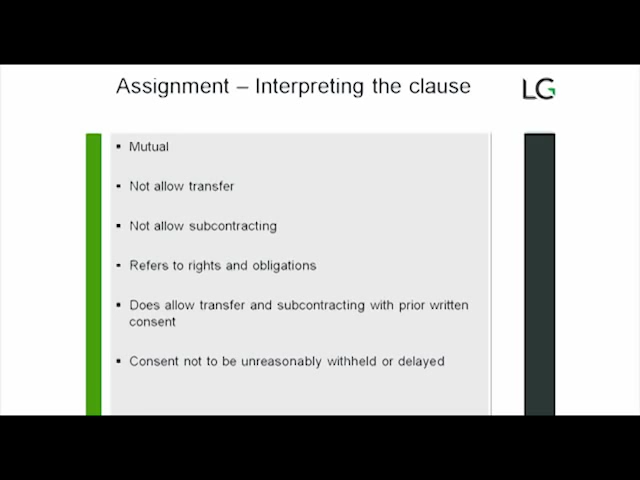 Assignment – Interpreting the clause
LG
Mutual
Not allow transfer
Not allow subcontracting
Refers to rights and obligations
Does allow transfer and subcontracting with prior written
consent
Consent not to be unreasonably withheld or delayed